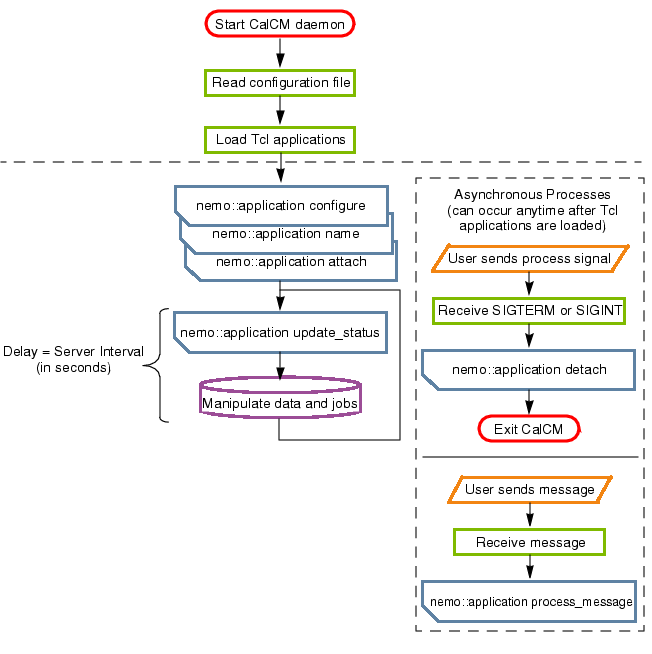 Start CalCM daemon
Read configuration file
Load Tcl applications
nemo::application configure
nemo::application name
nemo::application attach
nemo::application update_status
Delay = Server Interval
(in seconds)
Manipulate data and jobs
Asynchronous Processes
(can occur anytime after Tcl
applications are loaded)
User sends process signal
Receive SIGTERM or SIGINT
nemo::application detach
Exit CalCM
User sends message
Receive message
nemo::application process_message